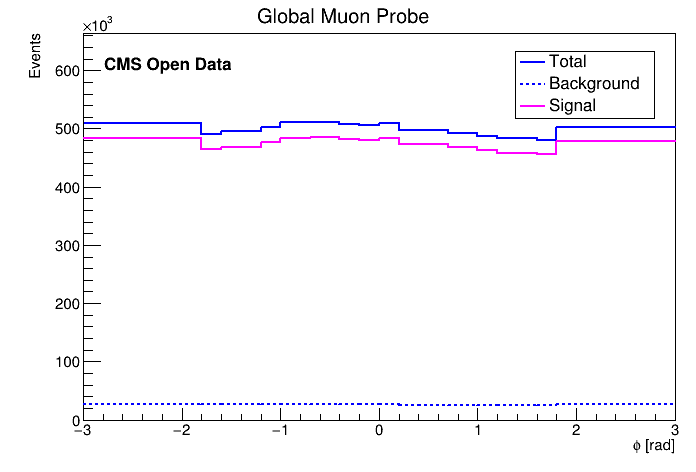 Global Muon Probe
×10³
Events
CMS Open Data
Total
Background
Signal
600
500
400
300
200
100
0
−3 −2 −1 0 1 2 3
ϕ [rad]